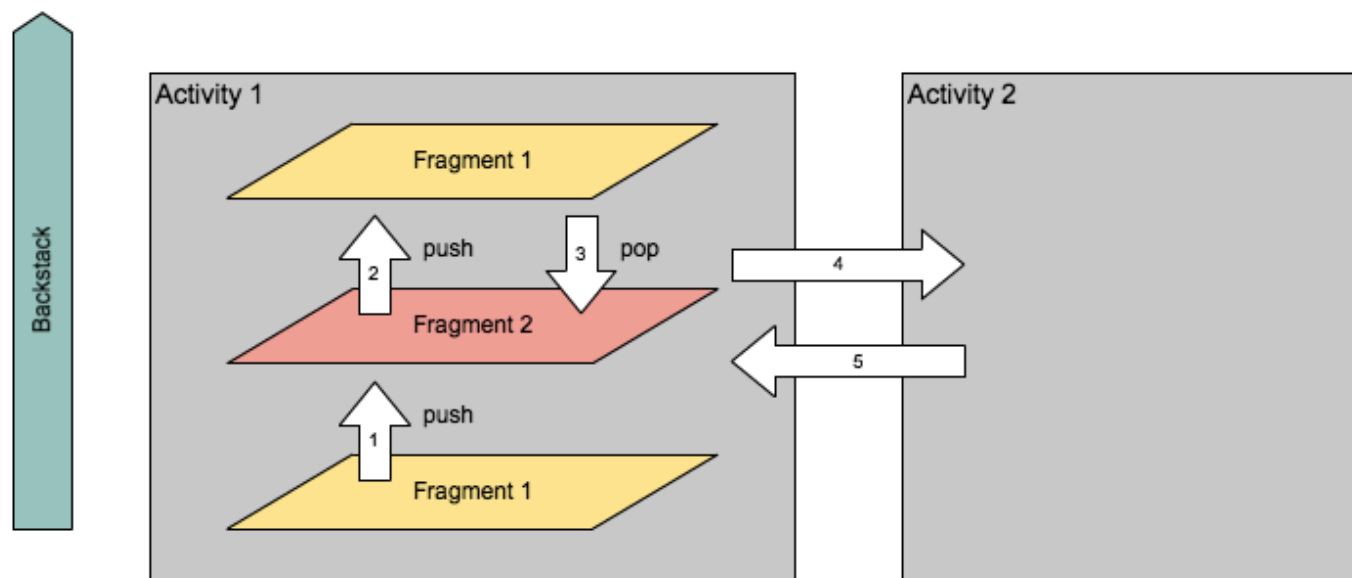 Backstack
Activity 1
Activity 2
Fragment 1
2
push
3
pop
4
Fragment 2
5
1
push
Fragment 1